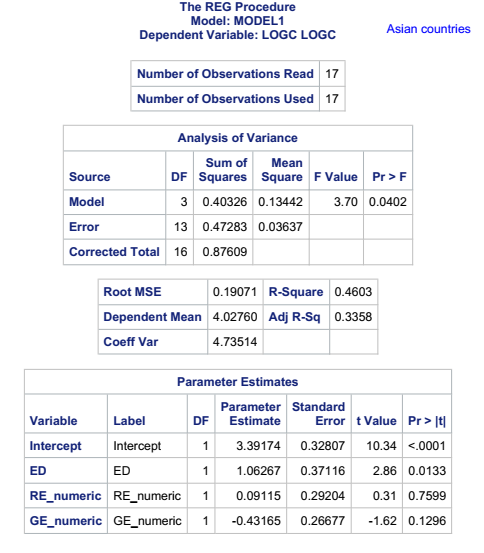 The REG Procedure
Model: MODEL1
Dependent Variable: LOGC LOGC
Asian countries
Number of Observations Read 17
Number of Observations Used 17
Analysis of Variance
Source DF Sum of Squares Mean Square F Value Pr > F
Model 3 0.40326 0.13442 3.70 0.0402
Error 13 0.47283 0.03637
Corrected Total 16 0.87609
Root MSE 0.19071 R-Square 0.4603
Dependent Mean 4.02760 Adj R-Sq 0.3358
Coeff Var 4.73514
Parameter Estimates
Variable Label DF Parameter Estimate Standard Error t Value Pr > |t|
Intercept Intercept 1 3.39174 0.32807 10.34 <.0001
ED ED 1 1.06267 0.37116 2.86 0.0133
RE_numeric RE_numeric 1 0.09115 0.29204 0.31 0.7599
GE_numeric GE_numeric 1 -0.43165 0.26677 -1.62 0.1296